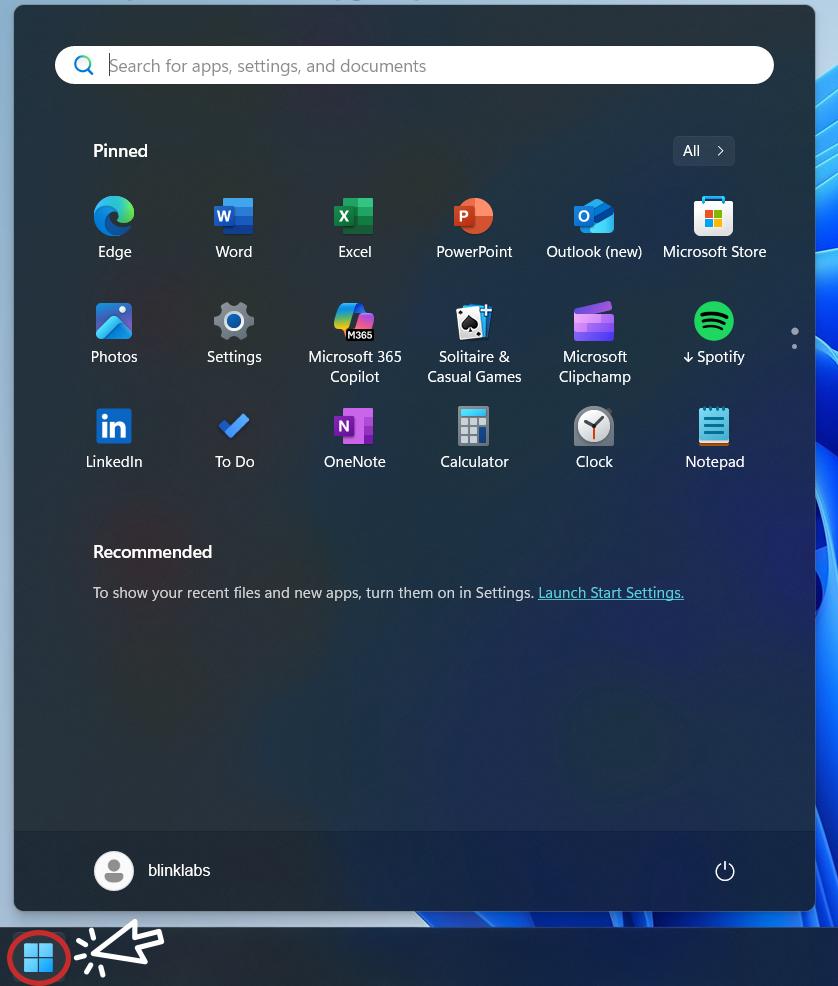 Search for apps, settings, and documents
Pinned
All
Edge
Word
Excel
PowerPoint
Outlook (new)
Microsoft Store
Photos
Settings
M365
Microsoft 365
Copilot
Solitaire &
Casual Games
Microsoft
Clipchamp
Spotify
LinkedIn
To Do
OneNote
Calculator
Clock
Notepad
Recommended
To show your recent files and new apps, turn them on in Settings. Launch Start Settings.
blinklabs